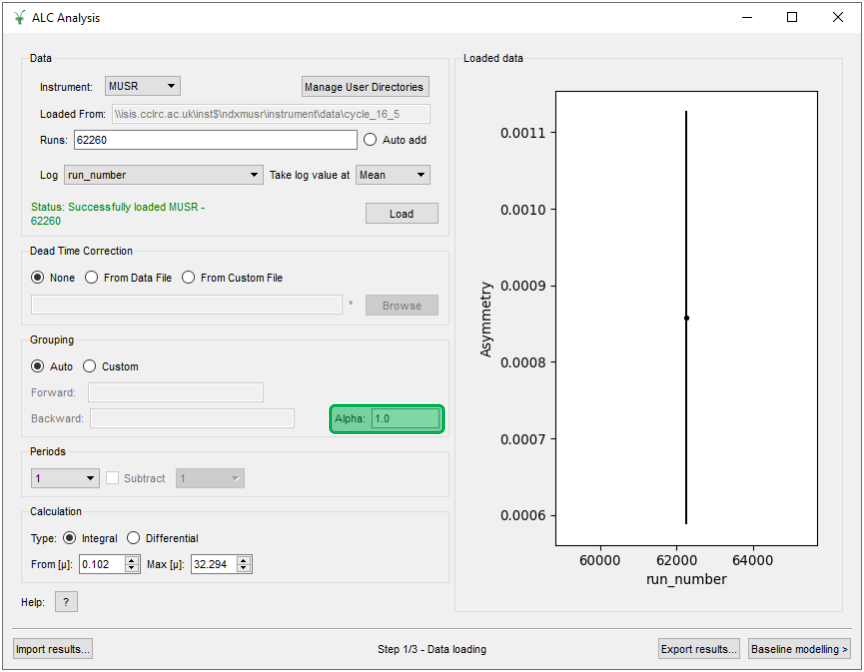 ALC Analysis
Data
Instrument: MUSR Manage User Directories
Loaded From: \\isis.cclrc.ac.uk\inst$\ndxmusr\instrument\data\cycle_16_5
Runs: 62260 Auto add
Log run_number Take log value at Mean
Status: Successfully loaded MUSR -
62260
Load
Dead Time Correction
None From Data File From Custom File
* Browse
Grouping
Auto Custom
Forward:
Backward: Alpha: 1.0
Periods
1 Subtract 1
Calculation
Type: Integral Differential
From [µ]: 0.102 Max [µ]: 32.294
Help: ?
Loaded data
0.0011
0.0010
0.0009
0.0008
0.0007
0.0006
Asymmetry
60000 62000 64000
run_number
Import results... Step 1/3 - Data loading Export results... Baseline modelling >